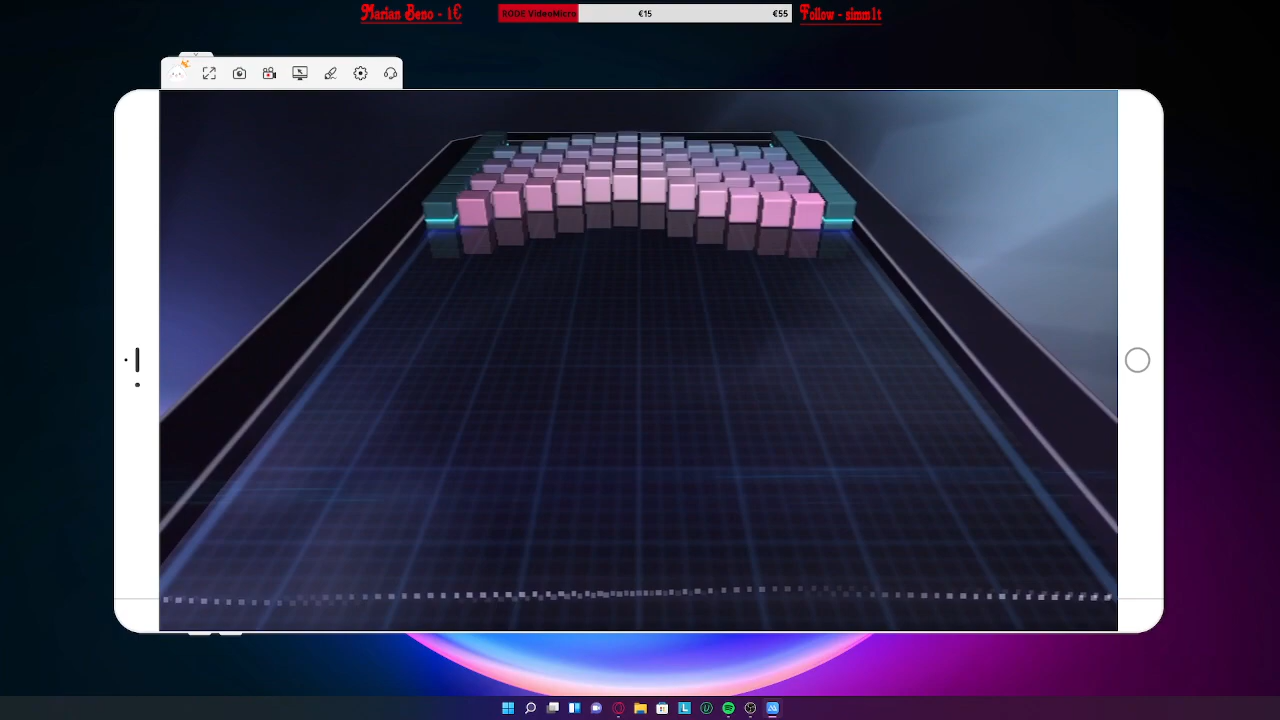 Marian Beno - 1€
RODE VideoMicro €15 €55
Follow - simm1t